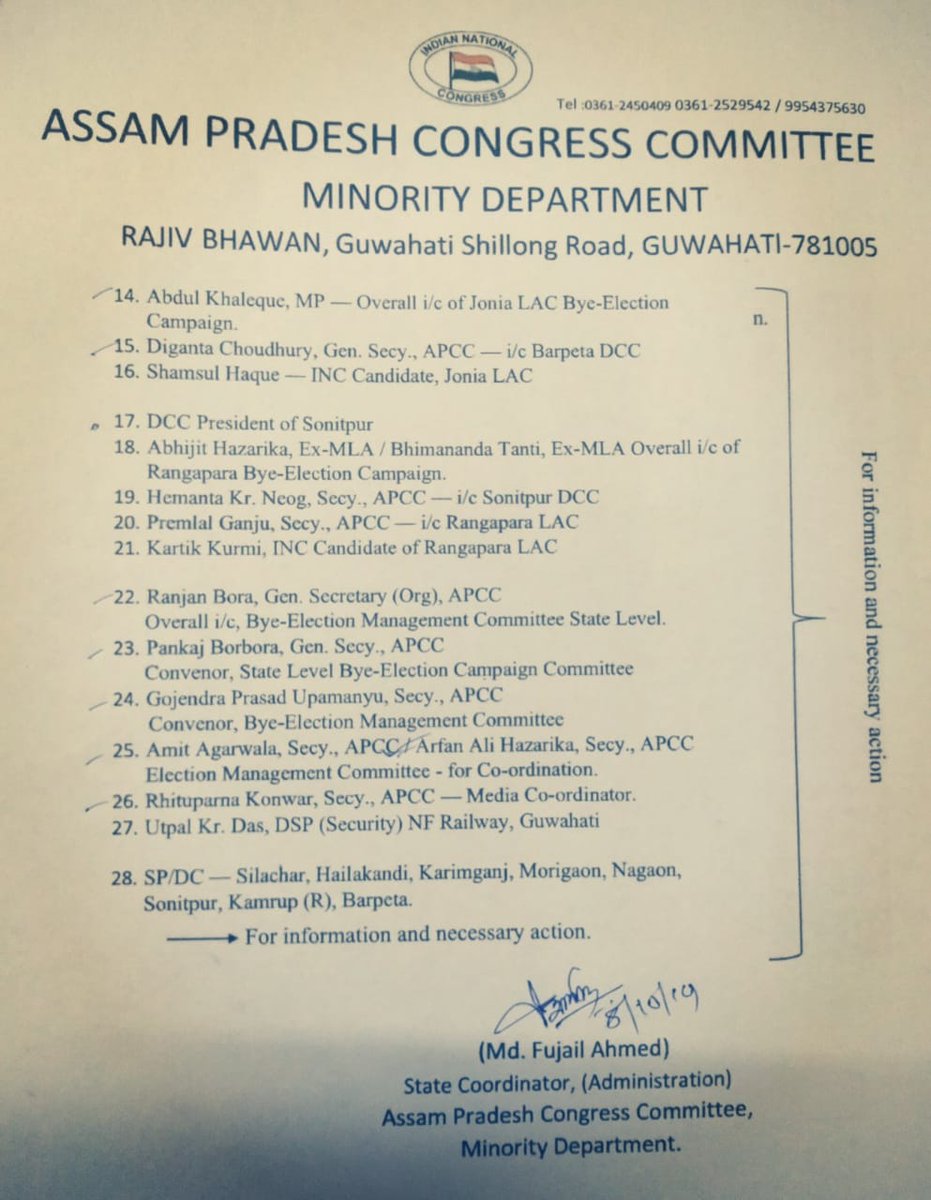 INDIAN NATIONAL
CONGRESS
Tel :0361-2450409 0361-2529542 / 9954375630
ASSAM PRADESH CONGRESS COMMITTEE
MINORITY DEPARTMENT
RAJIV BHAWAN, Guwahati Shillong Road, GUWAHATI-781005
14. Abdul Khaleque, MP — Overall i/c of Jonia LAC Bye-Election
Campaign.
n.
15. Diganta Choudhury, Gen. Secy., APCC — i/c Barpeta DCC
16. Shamsul Haque — INC Candidate, Jonia LAC
17. DCC President of Sonitpur
18. Abhijit Hazarika, Ex-MLA / Bhimananda Tanti, Ex-MLA Overall i/c of
Rangapara Bye-Election Campaign.
19. Hemanta Kr. Neog, Secy., APCC — i/c Sonitpur DCC
20. Premlal Ganju, Secy., APCC — i/c Rangapara LAC
21. Kartik Kurmi, INC Candidate of Rangapara LAC
22. Ranjan Bora, Gen. Secretary (Org), APCC
Overall i/c, Bye-Election Management Committee State Level.
23. Pankaj Borbora, Gen. Secy., APCC
Convenor, State Level Bye-Election Campaign Committee
24. Gojendra Prasad Upamanyu, Secy., APCC
Convenor, Bye-Election Management Committee
25. Amit Agarwala, Secy., APCC / Arfan Ali Hazarika, Secy., APCC
Election Management Committee - for Co-ordination.
26. Rhituparna Konwar, Secy., APCC — Media Co-ordinator.
27. Utpal Kr. Das, DSP (Security) NF Railway, Guwahati
28. SP/DC — Silachar, Hailakandi, Karimganj, Morigaon, Nagaon,
Sonitpur, Kamrup (R), Barpeta.
→ For information and necessary action.
For information and necessary action
8/10/19
(Md. Fujail Ahmed)
State Coordinator, (Administration)
Assam Pradesh Congress Committee,
Minority Department.